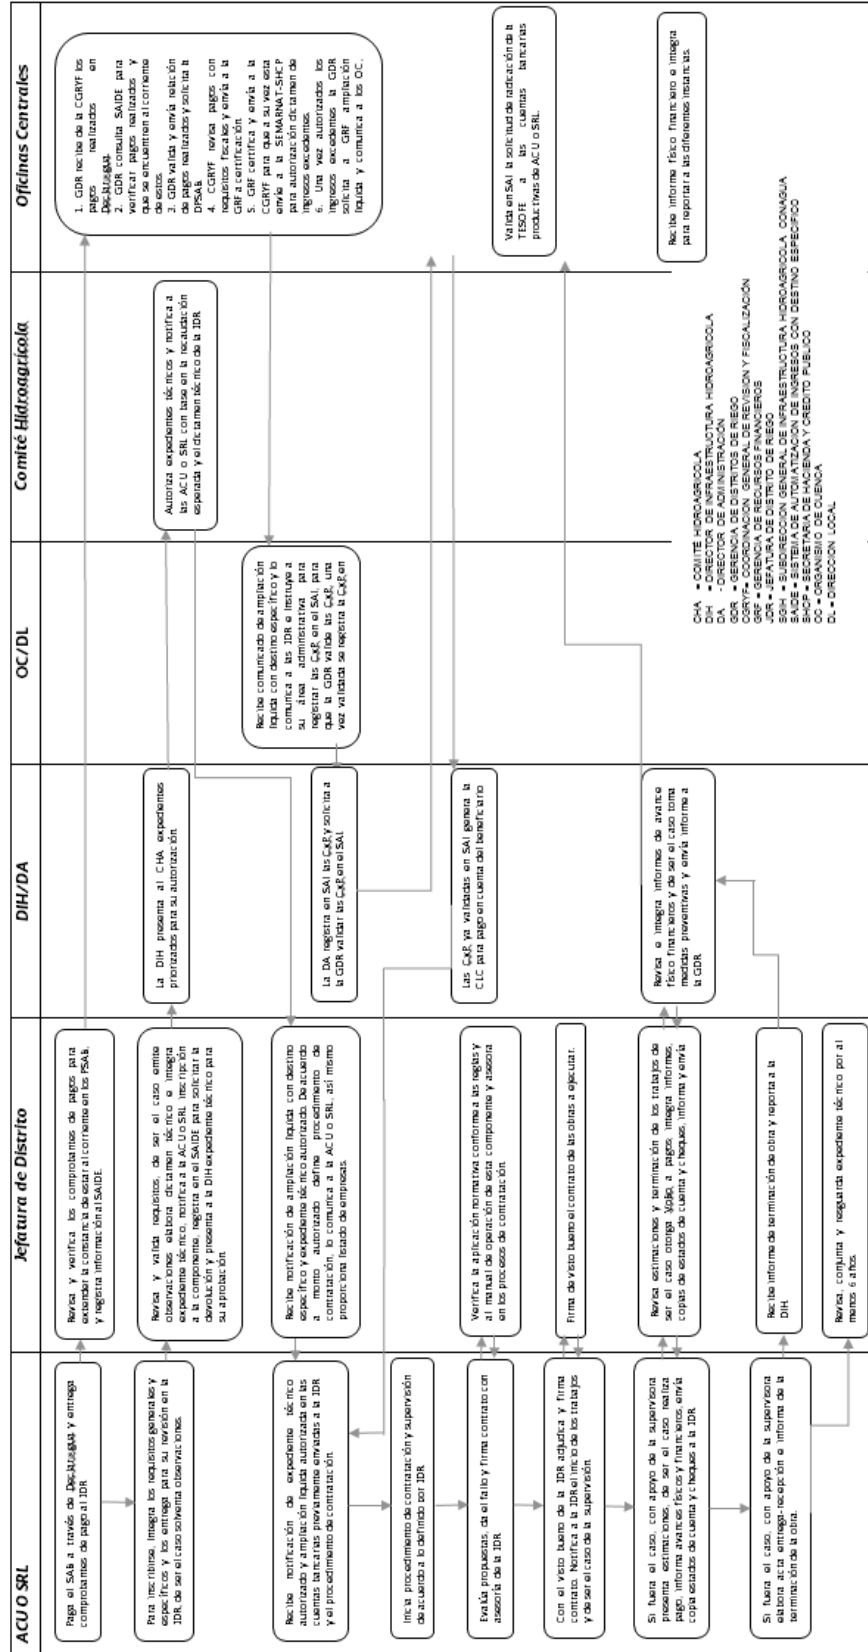 ACU O SRL
Jefatura de Distrito
DIH/DA
OC/DL
Comité Hidroagrícola
Oficinas Centrales
Paga el SAB a través de Declaragua y entrega
comprobantes de pago al JDR
Revisa y verifica los comprobantes de pagos para
extender la constancia de estar al corriente en los PSAB,
y registra información al SAIDE.
1. GDR recibe de la CGRYF los
pagos realizados en
Declaragua.
2. GDR consulta SAIDE para
verificar pagos realizados y
que se encuentren al corriente
de estos.
3. GDR valida y envía relación
de pagos realizados y solicita la
DPSAB.
4. CGRYF revisa pagos con
requisitos fiscales y envía a la
GRF a certificación.
5. GRF certifica y envía a la
CGRYF para que a su vez esta
envíe a la SEMARNAT-SHCP
para autorización dictamen de
ingresos excedentes.
6. Una vez autorizados los
ingresos excedentes la GDR
solicita a GRF ampliación
líquida y comunica a los OC.
Para inscribirse, integra los requisitos generales y
específicos y los entrega para su revisión en la
JDR, de ser el caso solventa observaciones.
Revisa y valida requisitos, de ser el caso emite
observaciones elabora dictamen técnico e integra
expediente técnico, notifica a la ACU o SRL inscripción
a la componente, registra en el SAIDE para solicitar la
devolución y presenta a la DIH expediente técnico para
su aprobación.
La DIH presenta al CHA expedientes
priorizados para su autorización.
Autoriza expedientes técnicos y notifica a
las ACU o SRL con base en la recaudación
esperada y el dictamen técnico de la JDR.
Recibe comunicado de ampliación
líquida con destino específico y lo
comunica a las JDR e instruye a
su área administrativa para
registrar las CxP, en el SAI, para
que la GDR valide las CxP, una
vez validada se registra la CxP, en
Recibe notificación de expediente técnico
autorizado y ampliación líquida autorizada en las
cuentas bancarias previamente enviadas a la JDR
y el procedimiento de contratación.
Recibe notificación de ampliación líquida con destino
específico y expediente técnico autorizado. De acuerdo
a monto autorizado define procedimiento de
contratación, lo comunica a la ACU o SRL, así mismo
proporciona listado de empresas.
La DA registra en SAI las CxP, y solicita a
la GDR validar las CxP, en el SAI.
Inicia procedimiento de contratación y supervisión
de acuerdo a lo definido por JDR
Las CxP, ya validadas en SAI genera la
CLC para pago en cuenta del beneficiario
Valida en SAI la solicitud de radicación de la
TESOFE a las cuentas bancarias
productivas de ACU o SRL.
Evalúa propuestas, da el fallo y firma contrato con
asesoría de la JDR
Verifica la aplicación normativa conforme a las reglas y
al manual de operación de esta componente y asesora
en los procesos de contratación.
Con el visto bueno de la JDR adjudica y firma
contrato. Notifica a la JDR el inicio de los trabajos
y de ser el caso de la supervisión.
Firma de visto bueno el contrato de las obras a ejecutar.
Si fuera el caso, con apoyo de la supervisora
presenta estimaciones, de ser el caso realiza
pago, informa avances físicos y financieros, envía
copia estados de cuenta y cheques a la JDR
Revisa estimaciones y terminación de los trabajos de
ser el caso otorga VoBo, a pagos, integra informes,
copias de estados de cuenta y cheques, informa y envía
Revisa e integra informes de avance
físico financieros y de ser el caso toma
medidas preventivas y envía informe a
la GDR.
Recibe informe físico financiero e integra
para reportar a las diferentes instancias.
Si fuera el caso, con apoyo de la supervisora
elabora acta entrega-recepción e informa de la
terminación de la obra.
Recibe informe de terminación de obra y reporta a la
DIH.
Revisa, conjunta y resguarda expediente técnico por al
menos 6 años.
CHA = COMITÉ HIDROAGRICOLA
DIH = DIRECTOR DE INFRAESTRUCTURA HIDROAGRICOLA
DA - DIRECTOR DE ADMINISTRACIÓN
GDR = GERENCIA DE DISTRITOS DE RIEGO
CGRYF= COORDINACIÓN GENERAL DE REVISION Y FISCALIZACIÓN
GRF = GERENCIA DE RECURSOS FINANCIEROS
JDR = JEFATURA DE DISTRITO DE RIEGO
SGIH = SUBDIRECCION GENERAL DE INFRAESTRUCTURA HIDROAGRICOLA, CONAGUA
SAIDE = SISTEMA DE AUTOMATIZACION DE INGRESOS CON DESTINO ESPECIFICO
SHCP = SECRETARIA DE HACIENDA Y CREDITO PUBLICO
OC = ORGANISMO DE CUENCA
DL = DIRECCION LOCAL